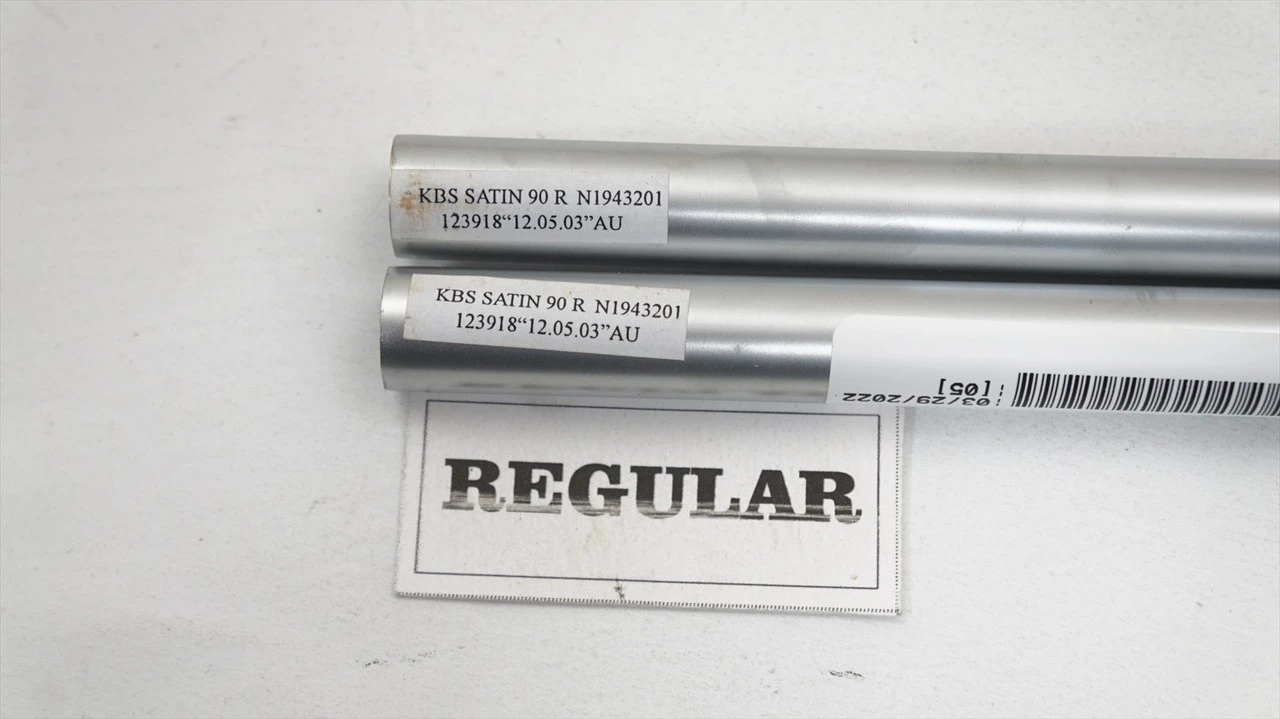 KBS SATIN 90 R N1943201
123918“12.05.03”AU
KBS SATIN 90 R N1943201
123918“12.05.03”AU
[05]
:03/29/2022
REGULAR